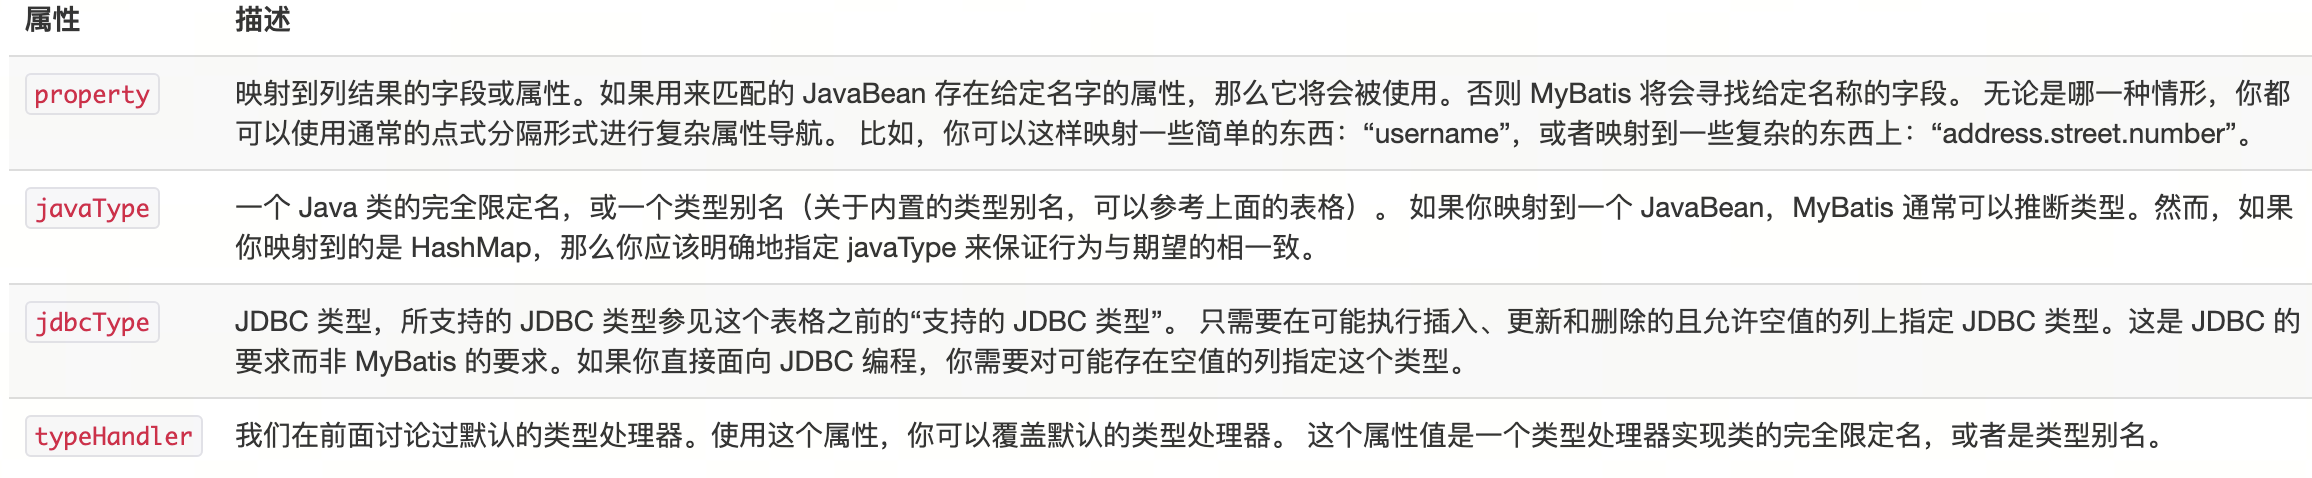 属性 描述
property 映射到列结果的字段或属性。如果用来匹配的 JavaBean 存在给定名字的属性，那么它将会被使用。否则 MyBatis 将会寻找给定名称的字段。 无论是哪一种情形，你都
可以使用通常的点式分隔形式进行复杂属性导航。 比如，你可以这样映射一些简单的东西：“username”，或者映射到一些复杂的东西上：“address.street.number”。
javaType 一个 Java 类的完全限定名，或一个类型别名（关于内置的类型别名，可以参考上面的表格）。 如果你映射到一个 JavaBean，MyBatis 通常可以推断类型。然而，如果
你映射到的是 HashMap，那么你应该明确地指定 javaType 来保证行为与期望的相一致。
jdbcType JDBC 类型，所支持的 JDBC 类型参见这个表格之前的“支持的 JDBC 类型”。 只需要在可能执行插入、更新和删除的且允许空值的列上指定 JDBC 类型。这是 JDBC 的
要求而非 MyBatis 的要求。如果你直接面向 JDBC 编程，你需要对可能存在空值的列指定这个类型。
typeHandler 我们在前面讨论过默认的类型处理器。使用这个属性，你可以覆盖默认的类型处理器。 这个属性值是一个类型处理器实现类的完全限定名，或者是类型别名。